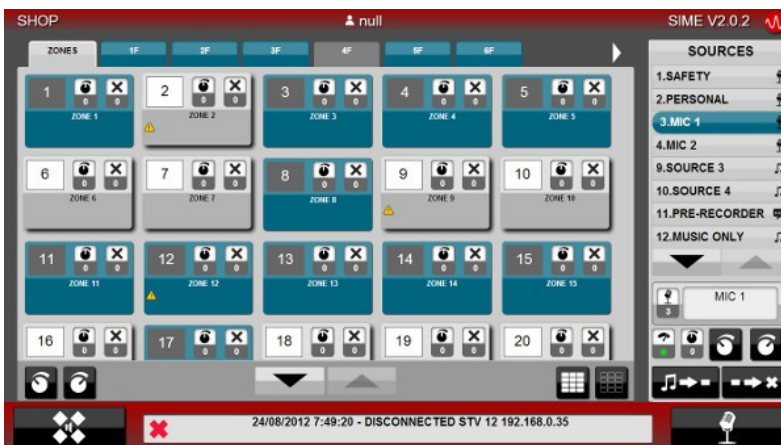 SHOP null SIME V2.0.2
ZONES 1F 2F 3F 4F 5F 6F
SOURCES
1.SAFETY
2.PERSONAL
3.MIC 1
4.MIC 2
9.SOURCE 3
10.SOURCE 4
11.PRE-RECORDER
12.MUSIC ONLY
1 0 0 2 0 0 3 0 0 4 0 0 5 0 0
ZONE 1 ZONE 2 ZONE 3 ZONE 4 ZONE 5
6 0 0 7 0 0 8 0 0 9 0 0 10 0 0
ZONE 6 ZONE 7 ZONE 8 ZONE 9 ZONE 10
11 0 0 12 0 0 13 0 0 14 0 0 15 0 0
ZONE 11 ZONE 12 ZONE 13 ZONE 14 ZONE 15
16 0 0 17 0 0 18 0 0 19 0 0 20 0 0
3 MIC 1
0
24/08/2012 7:49:20 - DISCONNECTED STV 12 192.168.0.35